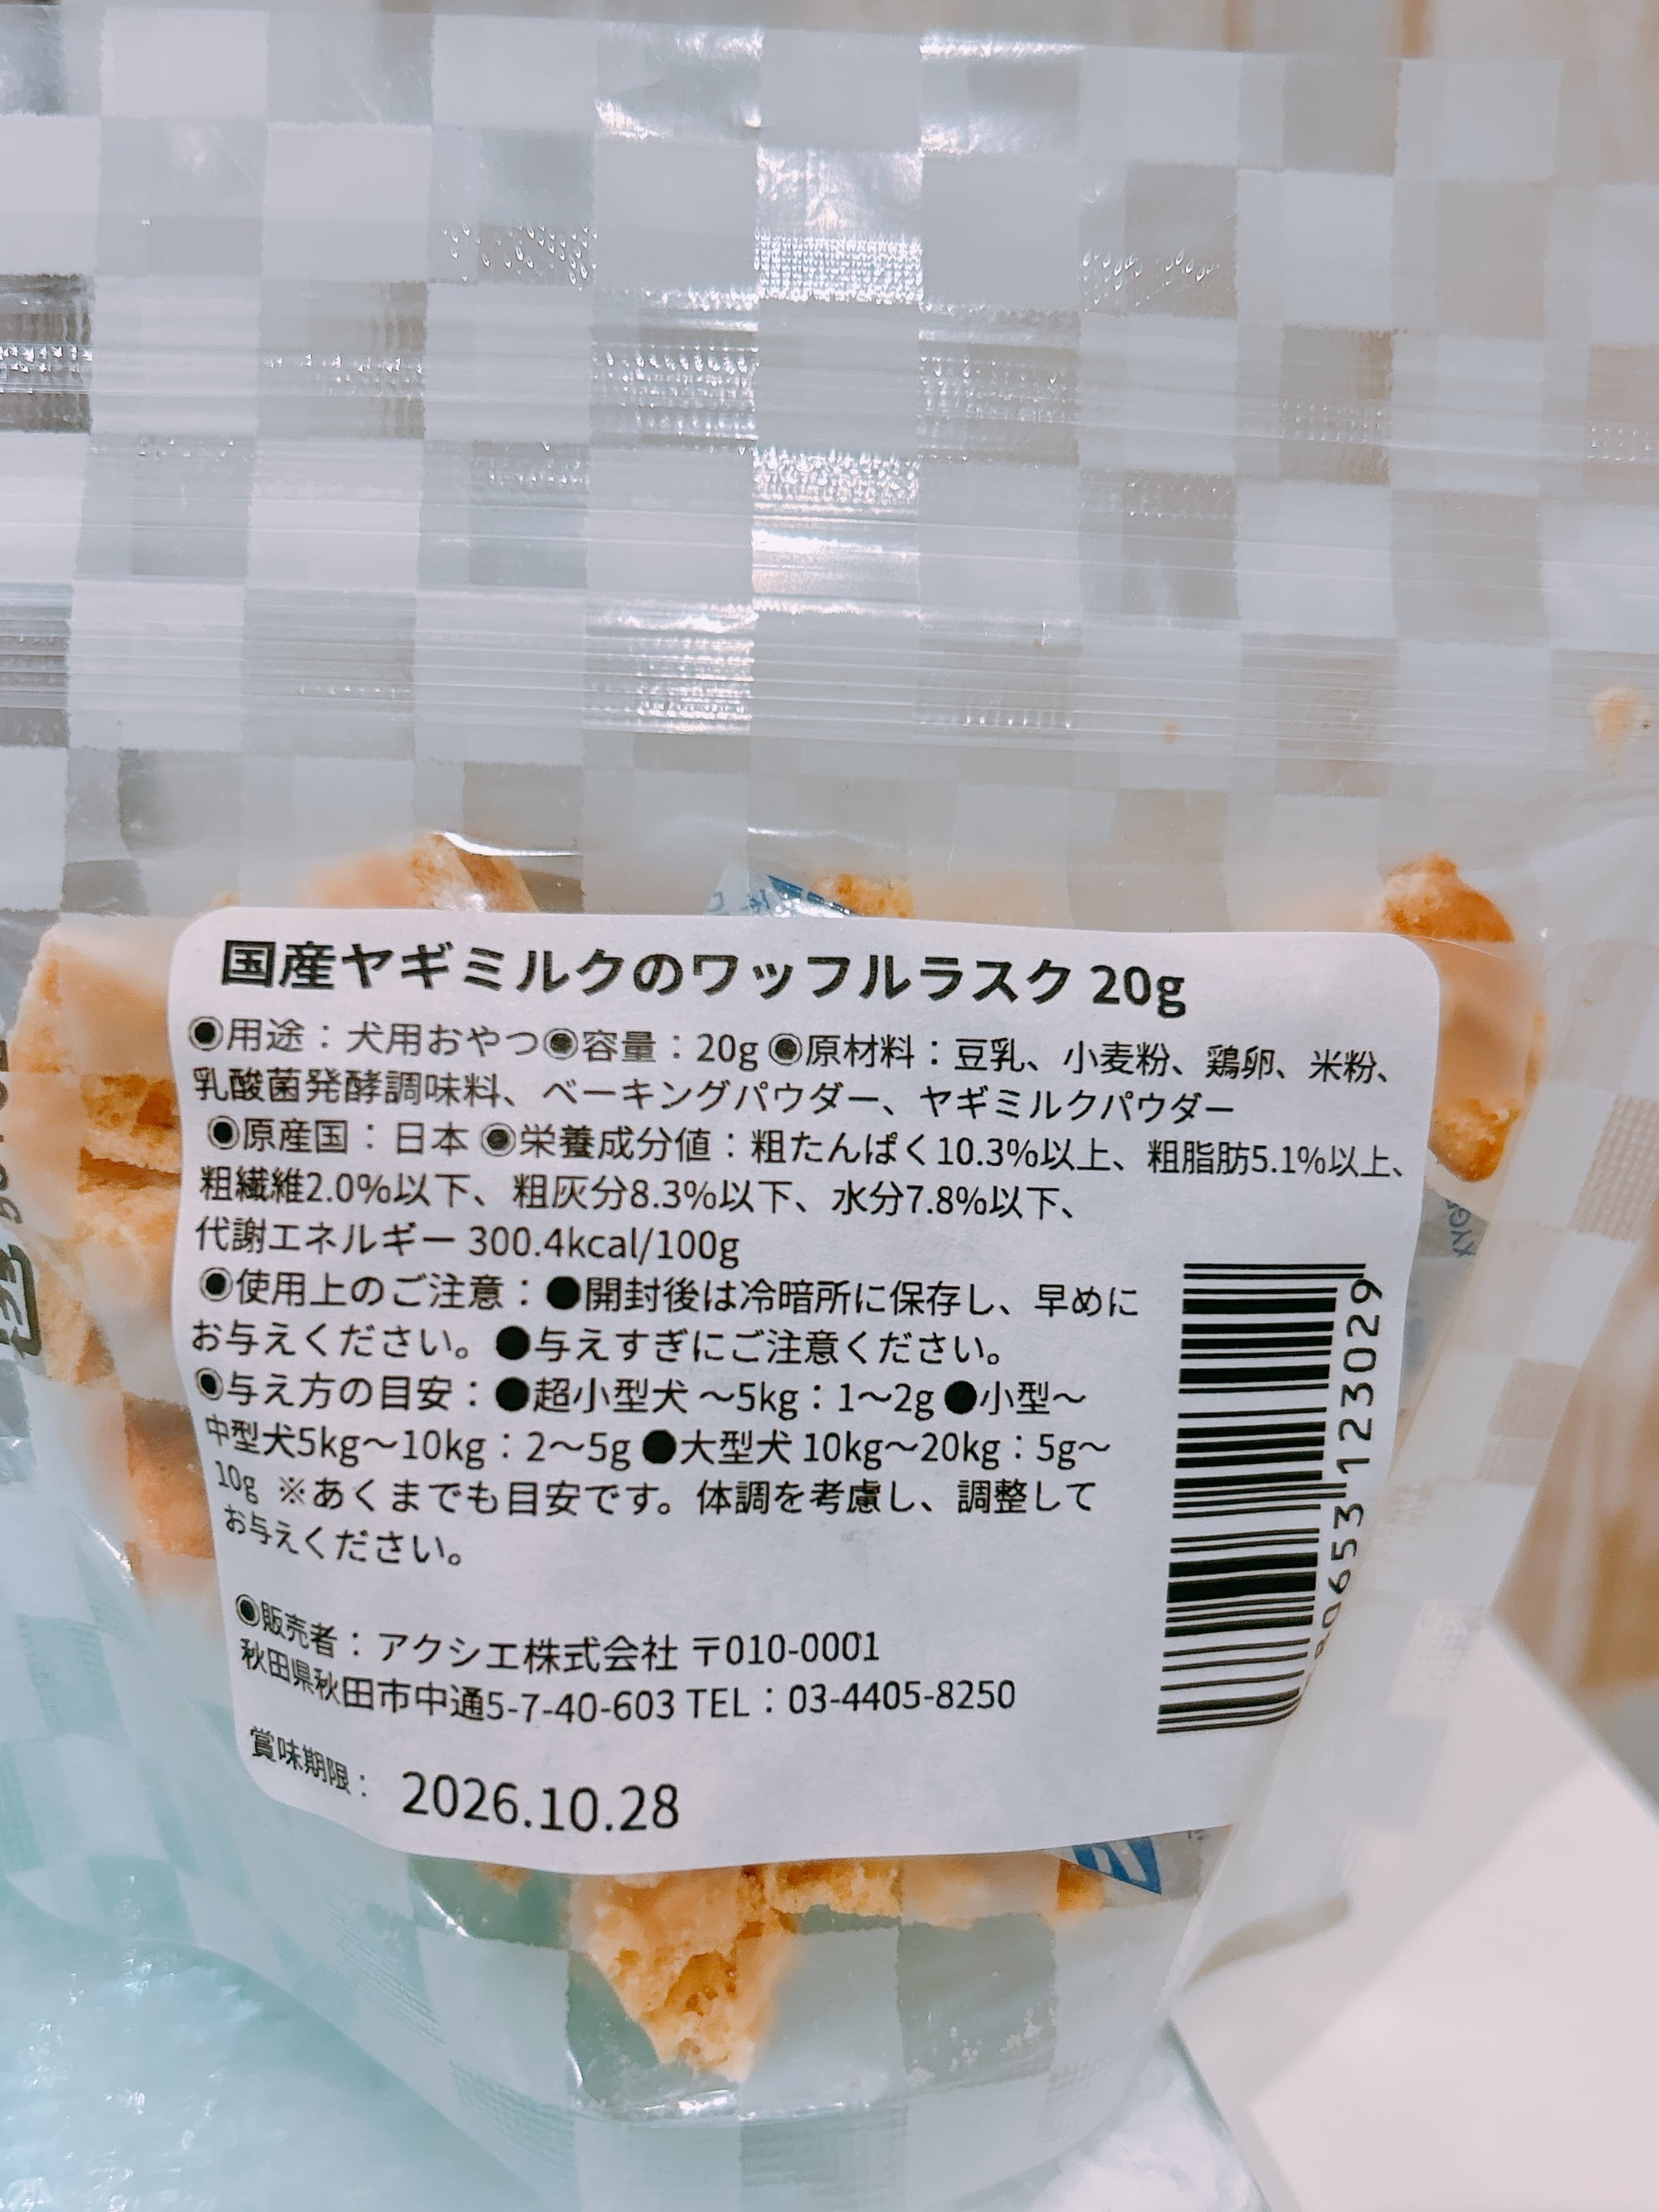 国産ヤギミルクのワッフルラスク 20g
◉用途：犬用おやつ◉容量：20g ◉原材料：豆乳、小麦粉、鶏卵、米粉、
乳酸菌発酵調味料、ベーキングパウダー、ヤギミルクパウダー
◉原産国：日本 ◉栄養成分値：粗たんぱく10.3%以上、粗脂肪5.1%以上、
粗繊維2.0%以下、粗灰分8.3%以下、水分7.8%以下、
代謝エネルギー 300.4kcal/100g
◉使用上のご注意：●開封後は冷暗所に保存し、早めに
お与えください。●与えすぎにご注意ください。
◉与え方の目安：●超小型犬 〜5kg：1〜2g ●小型〜
中型犬5kg〜10kg：2〜5g ●大型犬 10kg〜20kg：5g〜
10g ※あくまでも目安です。体調を考慮し、調整して
お与えください。
◉販売者：アクシエ株式会社 〒010-0001
秋田県秋田市中通5-7-40-603 TEL：03-4405-8250
賞味期限： 2026.10.28